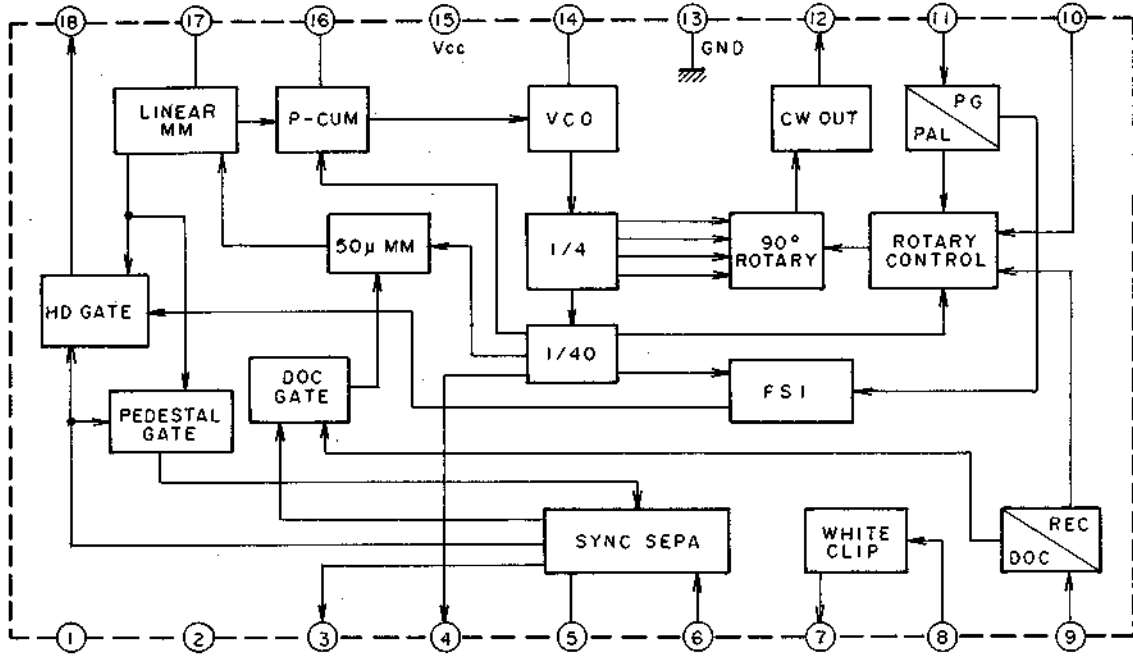 18 17 16 15 14 13 12 11 10
Vcc
GND
LINEAR
MM
P-CUM
VCO
CW OUT
PG
PAL
50μ MM
1/4
90°
ROTARY
ROTARY
CONTROL
HD GATE
1/40
DOC
GATE
FSI
PEDESTAL
GATE
SYNC SEPA
WHITE
CLIP
REC
DOC
1 2 3 4 5 6 7 8 9